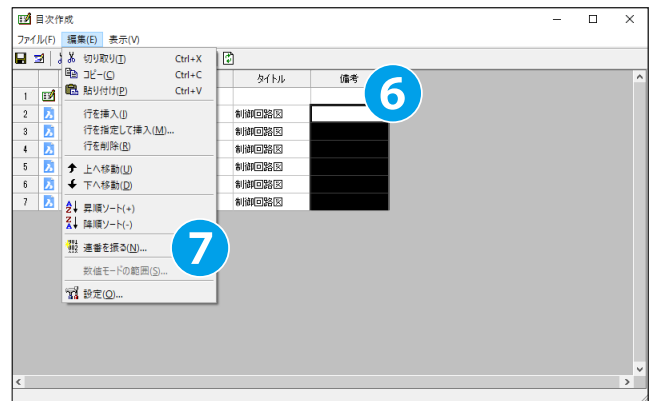 目次作成
ファイル(F) 編集(E) 表示(V)
切り取り(T) Ctrl+X
コピー(C) Ctrl+C
貼り付け(P) Ctrl+V
行を挿入(I)
行を指定して挿入(M)...
行を削除(R)
上へ移動(U)
下へ移動(D)
昇順ソート(+)
降順ソート(-)
連番を振る(N)...
数値モードの範囲(S)...
設定(O)...
タイトル 備考
1
2 制御回路図
3 制御回路図
4 制御回路図
5 制御回路図
6 制御回路図
7 制御回路図
6
7